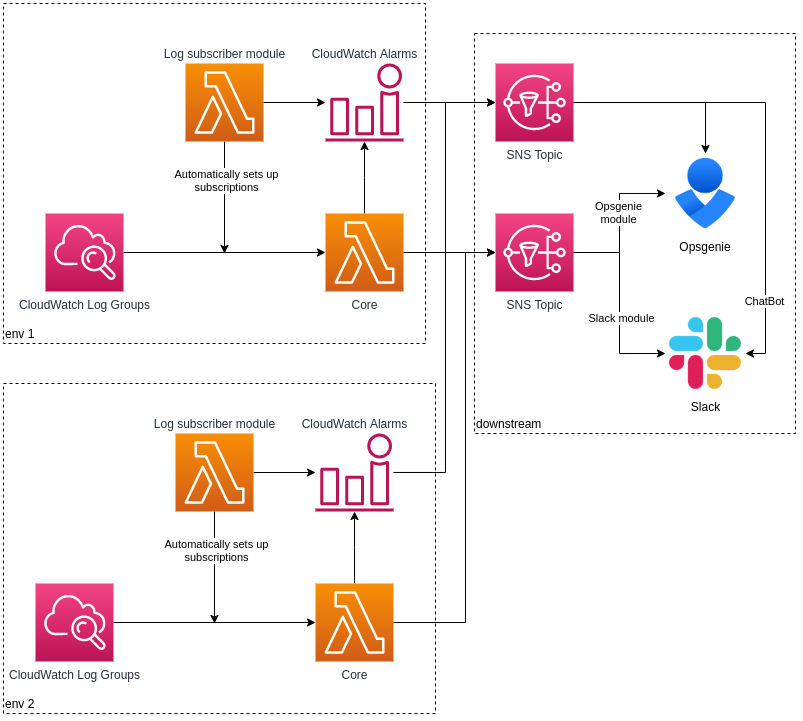 Log subscriber module
CloudWatch Alarms
Automatically sets up
subscriptions
CloudWatch Log Groups
Core
env 1
SNS Topic
Opsgenie
module
Opsgenie
SNS Topic
ChatBot
Slack module
Slack
downstream
Log subscriber module
CloudWatch Alarms
Automatically sets up
subscriptions
CloudWatch Log Groups
Core
env 2